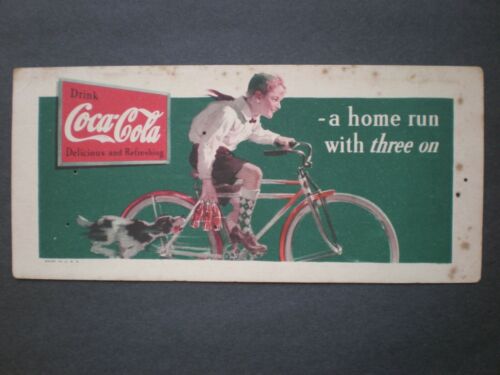 Drink
Coca-Cola
Delicious and Refreshing
-a home run
with three on